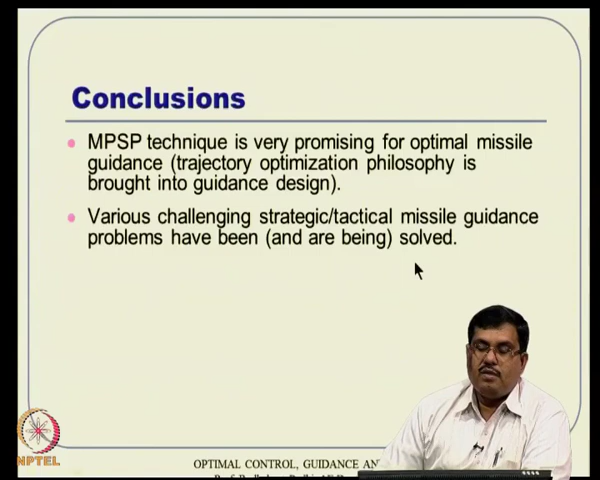 Conclusions
MPSP technique is very promising for optimal missile
guidance (trajectory optimization philosophy is
brought into guidance design).
Various challenging strategic/tactical missile guidance
problems have been (and are being) solved.
NPTEL
OPTIMAL CONTROL, GUIDANCE AN